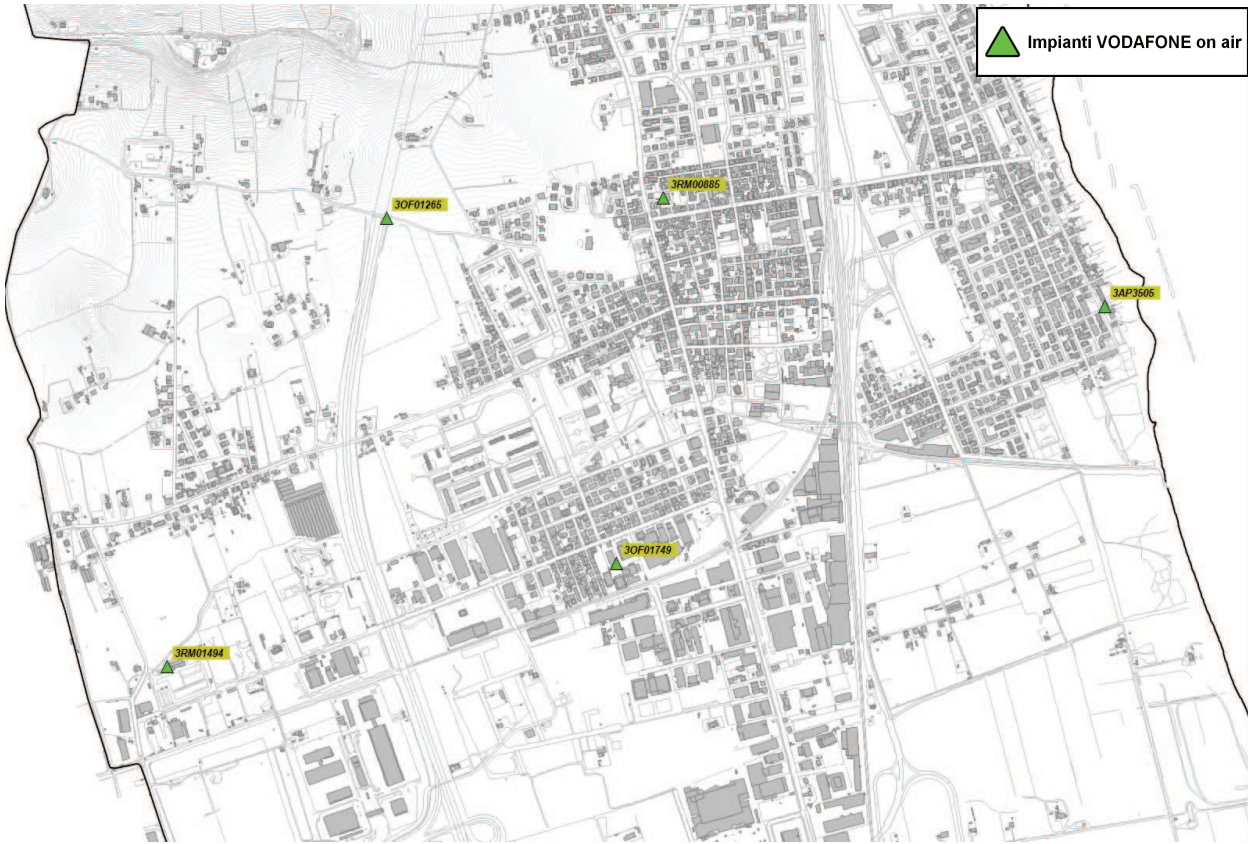 Impianti VODAFONE on air
3RM00885
3OF01265
3AP3505
3OF01749
3RM01494